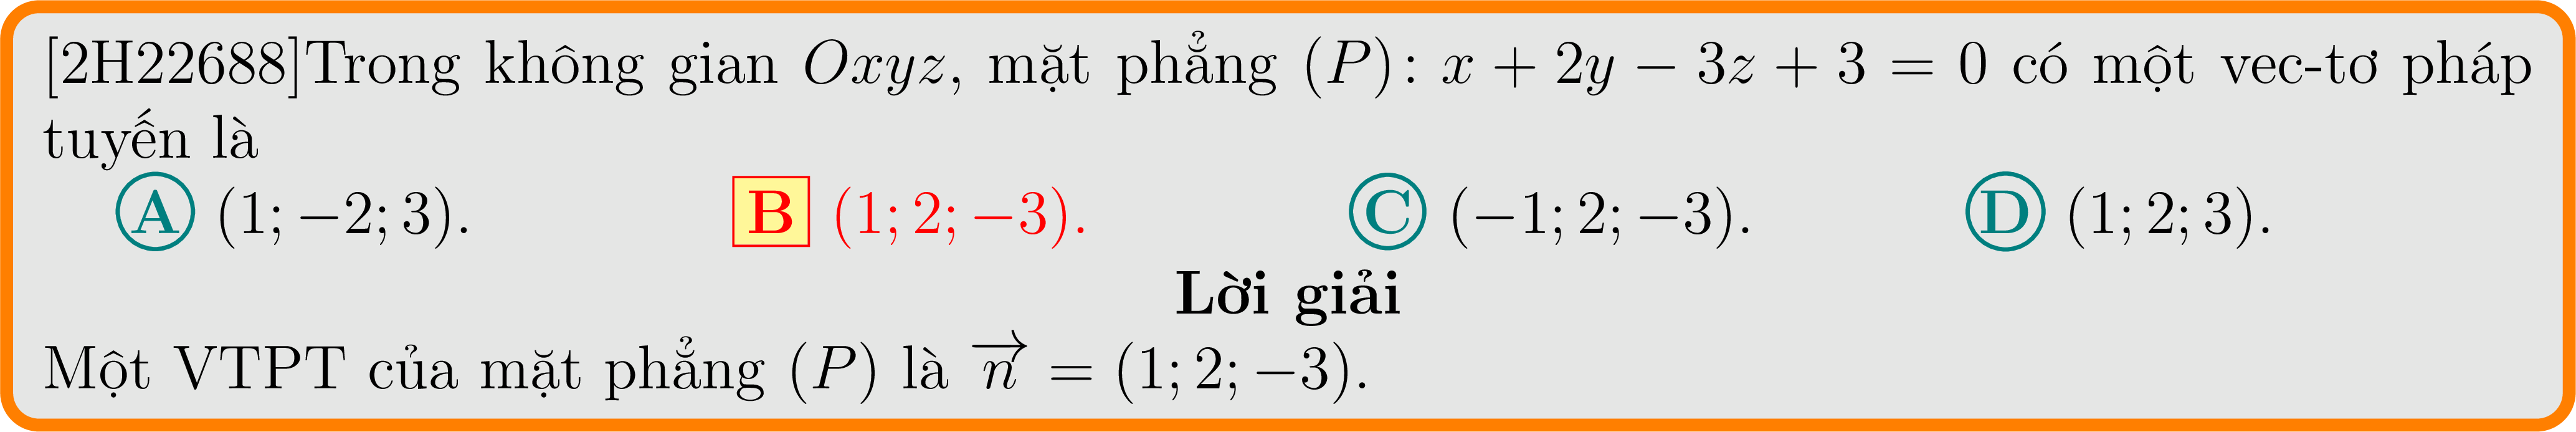 [2H22688]Trong không gian Oxyz, mặt phẳng (P): x + 2y − 3z + 3 = 0 có một vec-tơ pháp
tuyến là
A (1; −2; 3). B (1; 2; −3). C (−1; 2; −3). D (1; 2; 3).
Lời giải
Một VTPT của mặt phẳng (P) là n⃗ = (1; 2; −3).